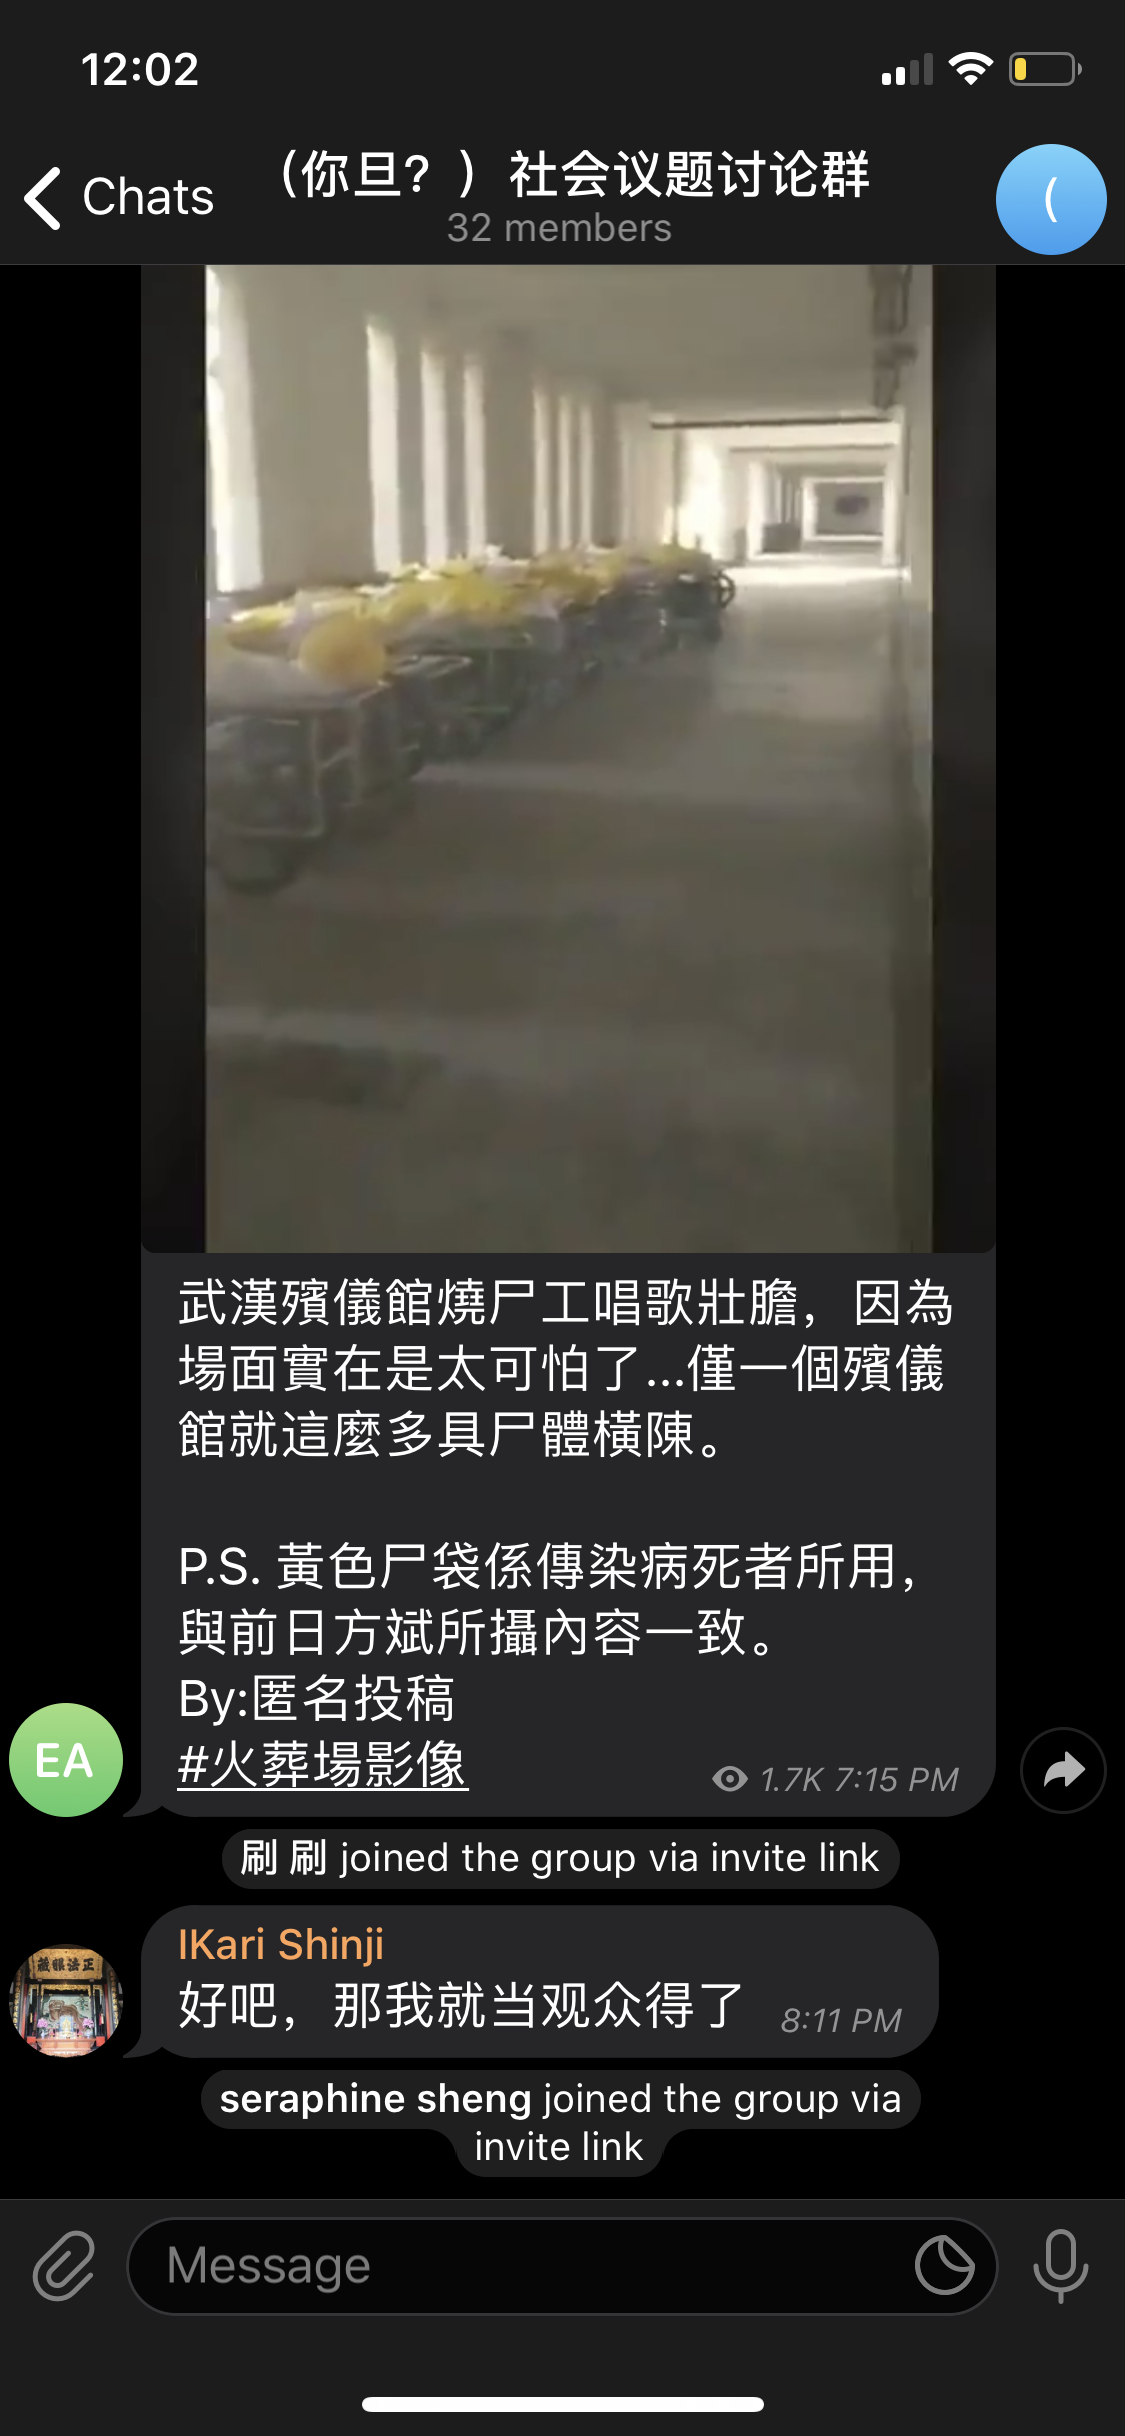 12:02
Chats
（你旦？）社会议题讨论群
32 members
(
武漢殯儀館燒尸工唱歌壯膽，因為
場面實在是太可怕了...僅一個殯儀
館就這麼多具尸體橫陳。
P.S. 黃色尸袋係傳染病死者所用，
與前日方斌所攝內容一致。
By:匿名投稿
#火葬場影像
1.7K 7:15 PM
EA
刷 刷 joined the group via invite link
IKari Shinji
好吧，那我就当观众得了
8:11 PM
藏眼法正
seraphine sheng joined the group via
invite link
Message